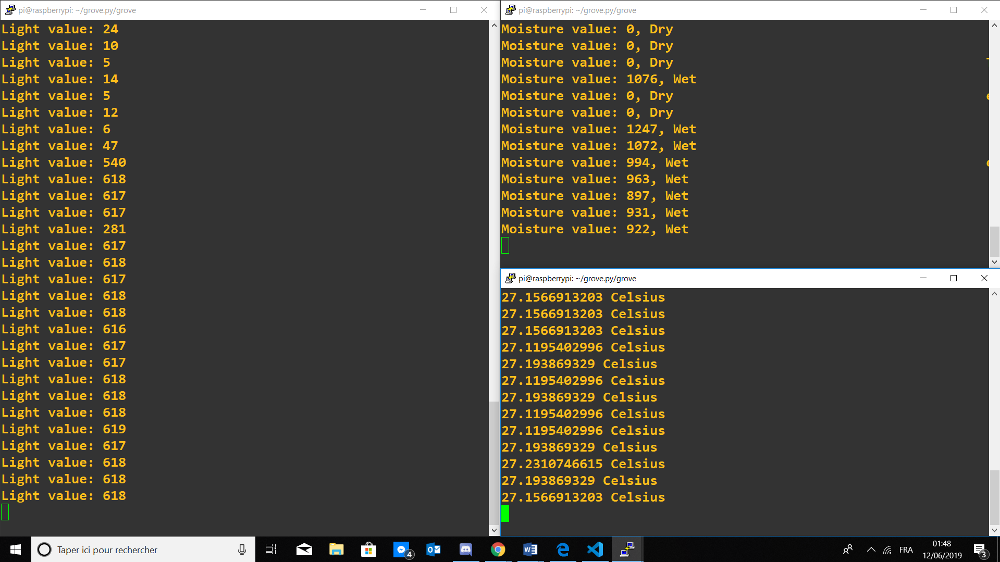 pi@raspberrypi: ~/grove.py/grove
Light value: 24
Light value: 10
Light value: 5
Light value: 14
Light value: 5
Light value: 12
Light value: 6
Light value: 47
Light value: 540
Light value: 618
Light value: 617
Light value: 617
Light value: 281
Light value: 617
Light value: 618
Light value: 617
Light value: 618
Light value: 618
Light value: 616
Light value: 617
Light value: 617
Light value: 618
Light value: 618
Light value: 618
Light value: 619
Light value: 617
Light value: 618
Light value: 618
Light value: 618
pi@raspberrypi: ~/grove.py/grove
Moisture value: 0, Dry
Moisture value: 0, Dry
Moisture value: 0, Dry
Moisture value: 1076, Wet
Moisture value: 0, Dry
Moisture value: 0, Dry
Moisture value: 1247, Wet
Moisture value: 1072, Wet
Moisture value: 994, Wet
Moisture value: 963, Wet
Moisture value: 897, Wet
Moisture value: 931, Wet
Moisture value: 922, Wet
pi@raspberrypi: ~/grove.py/grove
27.1566913203 Celsius
27.1566913203 Celsius
27.1566913203 Celsius
27.1195402996 Celsius
27.193869329 Celsius
27.1195402996 Celsius
27.193869329 Celsius
27.1195402996 Celsius
27.1195402996 Celsius
27.193869329 Celsius
27.2310746615 Celsius
27.193869329 Celsius
27.1566913203 Celsius
Taper ici pour rechercher
4
FRA
01:48
12/06/2019
3